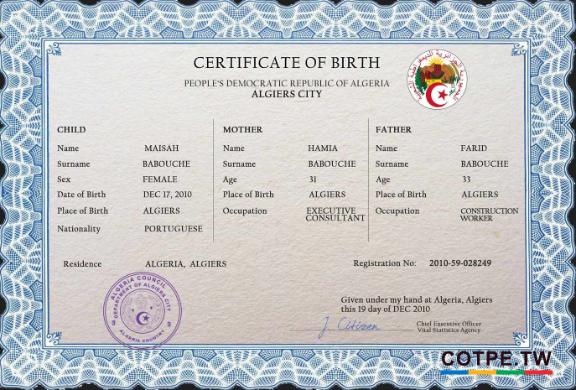 CERTIFICATE OF BIRTH
PEOPLE'S DEMOCRATIC REPUBLIC OF ALGERIA
ALGIERS CITY
CHILD
Name MAISAH
Surname BABOUCHE
Sex FEMALE
Date of Birth DEC 17, 2010
Place of Birth ALGIERS
Nationality PORTUGUESE
MOTHER
Name HAMIA
Surname BABOUCHE
Age 31
Place of Birth ALGIERS
Occupation EXECUTIVE
CONSULTANT
FATHER
Name FARID
Surname BABOUCHE
Age 33
Place of Birth ALGIERS
Occupation CONSTRUCTION
WORKER
Residence ALGERIA, ALGIERS
Registration No: 2010-59-028249
ALGERIA COUNCIL
DEPARTMENT OF ALGIERS CITY
Given under my hand at Algeria, Algiers
this 19 day of DEC 2010
J Citizen
Chief Executive Officer
Vital Statistics Agency
COTPE.TW